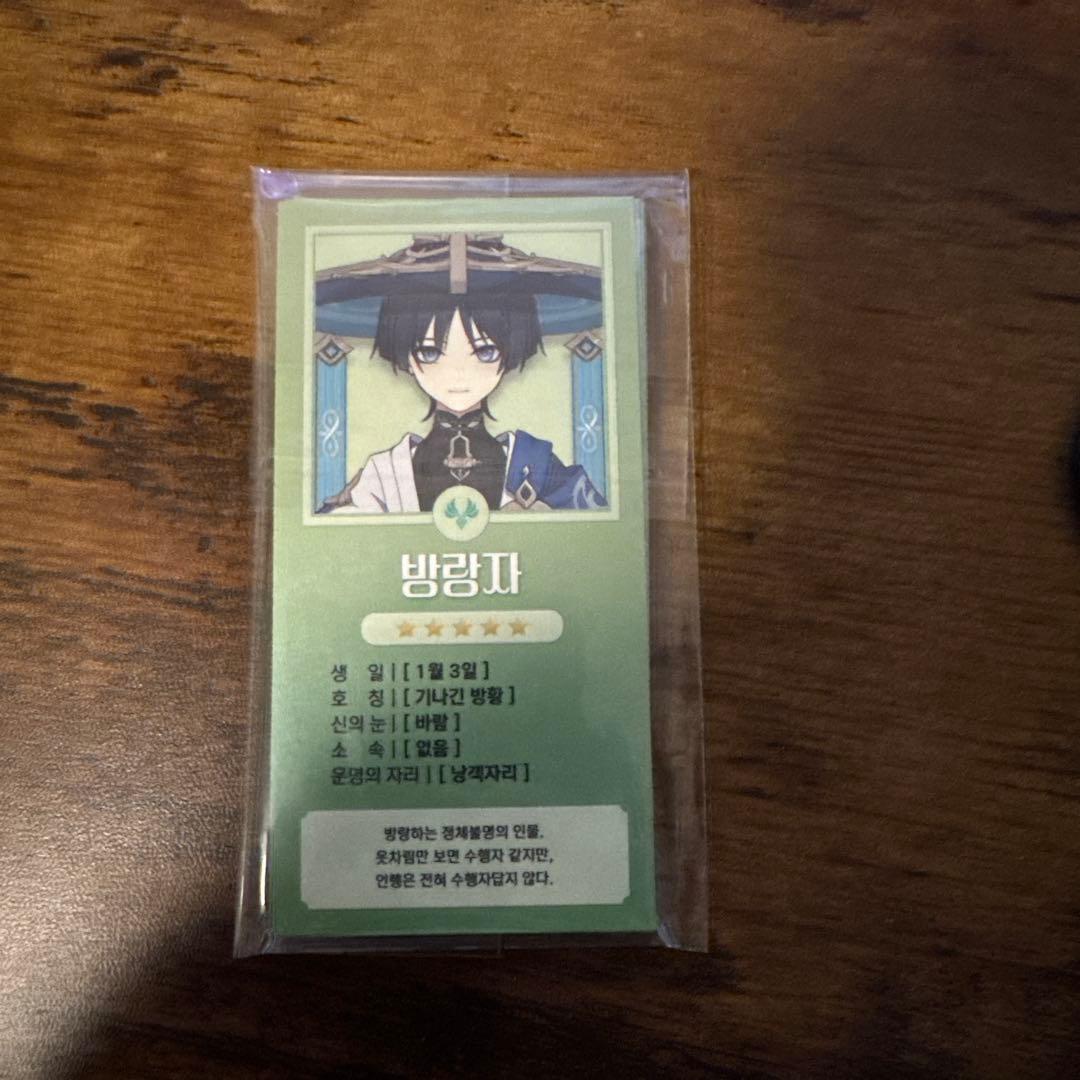 방랑자
생 일 | [ 1월 3일 ]
호 칭 | [ 기나긴 방황 ]
신의 눈 | [ 바람 ]
소 속 | [ 없음 ]
운명의 자리 | [ 낭객자리 ]
방랑하는 정체불명의 인물.
옷차림만 보면 수행자 같지만,
언행은 전혀 수행자답지 않다.